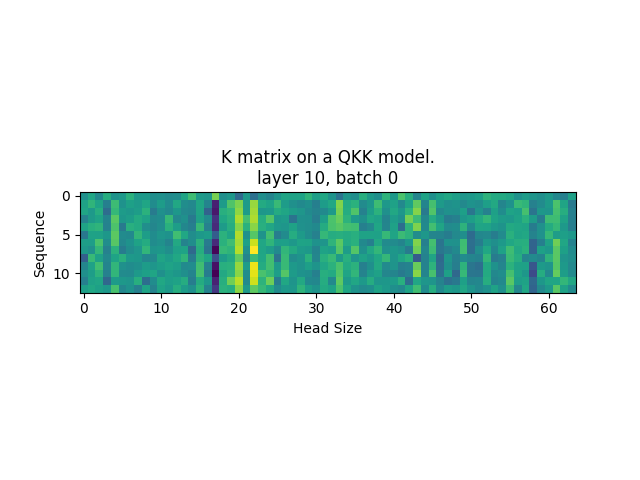 K matrix on a QKK model.
layer 10, batch 0
0
5
10
Sequence
0 10 20 30 40 50 60
Head Size